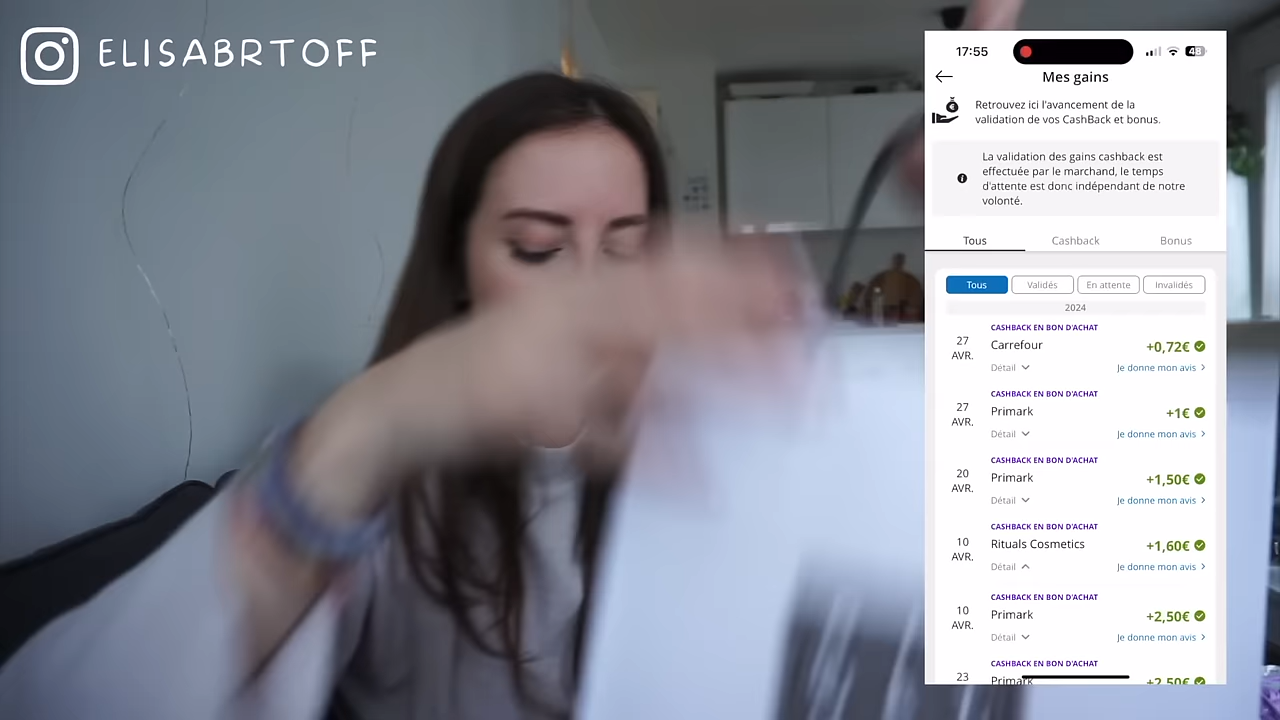 ELISABRTOFF
17:55
48
Mes gains
Retrouvez ici l'avancement de la
validation de vos CashBack et bonus.
La validation des gains cashback est
effectuée par le marchand, le temps
d'attente est donc indépendant de notre
volonté.
Tous
Cashback
Bonus
Tous
Validés
En attente
Invalidés
2024
CASHBACK EN BON D'ACHAT
27
AVR.
Carrefour
+0,72€
Détail
Je donne mon avis
CASHBACK EN BON D'ACHAT
27
AVR.
Primark
+1€
Détail
Je donne mon avis
CASHBACK EN BON D'ACHAT
20
AVR.
Primark
+1,50€
Détail
Je donne mon avis
CASHBACK EN BON D'ACHAT
10
AVR.
Rituals Cosmetics
+1,60€
Détail
Je donne mon avis
CASHBACK EN BON D'ACHAT
10
AVR.
Primark
+2,50€
Détail
Je donne mon avis
CASHBACK EN BON D'ACHAT
23
Primark
+2,50€